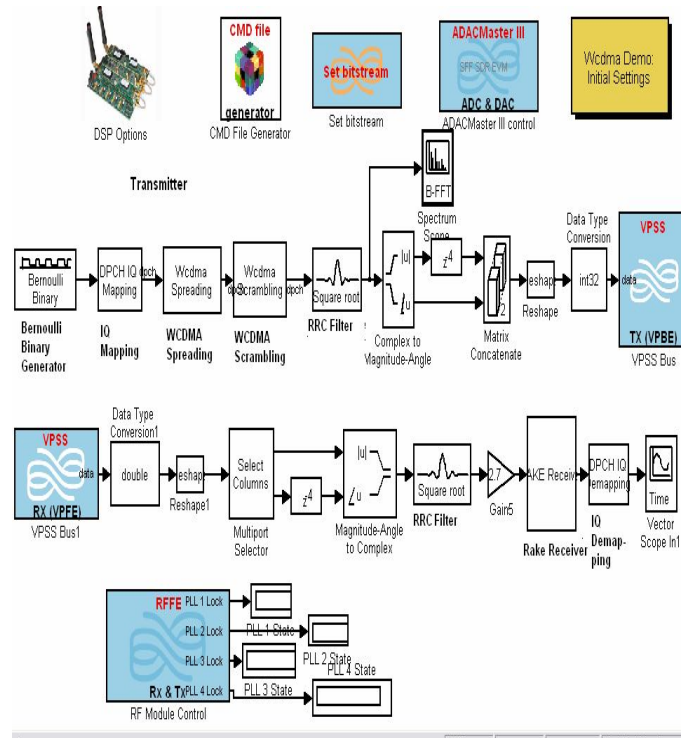 CMD file
generator
Set bitstream
ADACMaster III
SFF SDR EVM
ADC & DAC
Wcdma Demo:
Initial Settings
DSP Options
CMD File Generator
Set bitstream
ADACMaster III control
Transmitter
B-FFT
Spectrum
Scope
Bernoulli
Binary
Bernoulli
Binary
Generator
DPCH IQ
Mapping
dpch
IQ
Mapping
Wcdma
Spreading
WCDMA
Spreading
Wcdma
Scrambling
dpch
WCDMA
Scrambling
Square root
RRC Filter
|u|
∠u
Complex to
Magnitude-Angle
z-4
2
Matrix
Concatenate
eshap
Reshape
Data Type
Conversion
int32
VPSS
data
TX (VPBE)
VPSS Bus
VPSS
data
RX (VPFE)
VPSS Bus1
Data Type
Conversion1
double
eshap
Reshape1
Select
Columns
Multiport
Selector
z-4
|u|
∠u
Magnitude-Angle
to Complex
Square root
RRC Filter
2.7
Gain5
AKE Receive
Rake Receiver
DPCH IQ
Demapping
IQ
Demap-
ping
Time
Vector
Scope In1
RFFE
PLL 1 Lock
PLL 2 Lock
PLL 3 Lock
Rx & Tx
PLL 4 Lock
RF Module Control
PLL 1 State
PLL 2 State
PLL 3 State
PLL 4 State